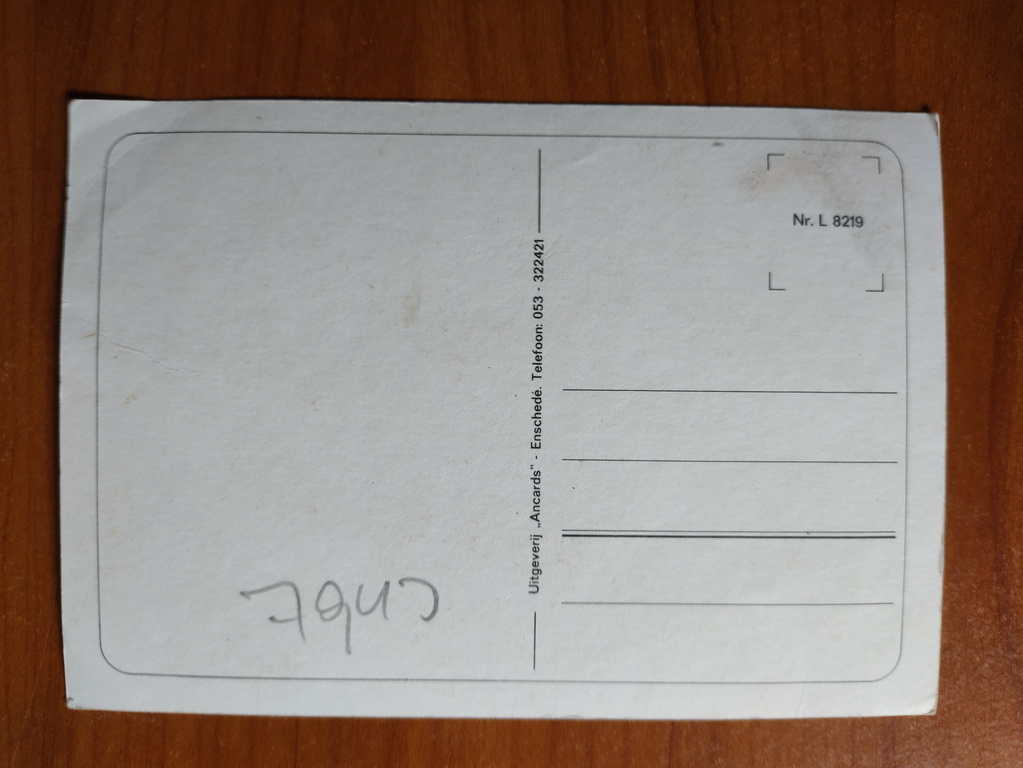 Uitgeverij „Ancards" - Enschedé. Telefoon: 053 - 322421
Nr. L 8219